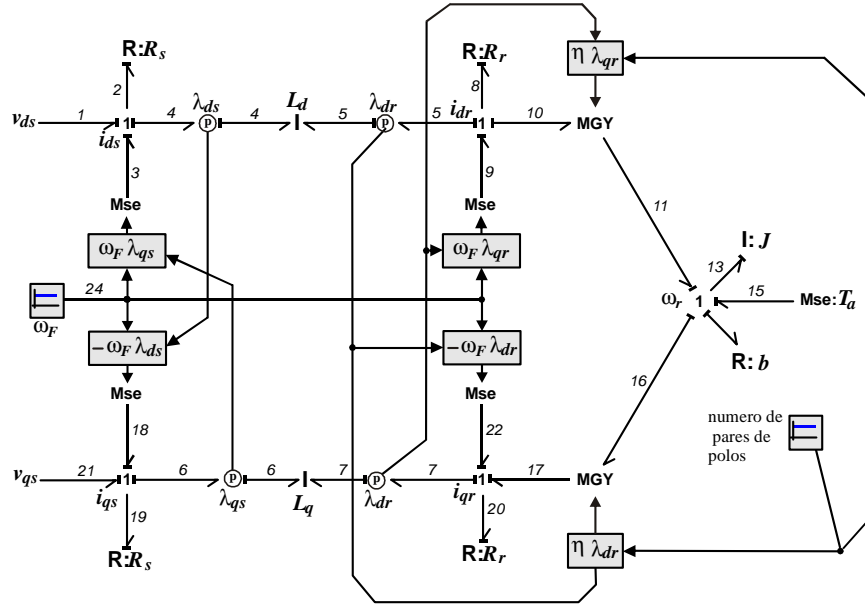 R:Rs
R:Rr
η λqr
2
8
vds
1
4
λds
4
Ld
5
λdr
5
idr
10
1
p
p
1
MGY
ids
3
9
11
Mse
Mse
ωF λqs
ωF λqr
I: J
13
24
ωr
1
15
Mse:Ta
ωF
-ωF λds
-ωF λdr
R: b
16
Mse
Mse
18
22
numero de
pares de
polos
vqs
21
6
p
6
7
p
7
17
MGY
1
1
iqs
λqs
Lq
λdr
iqr
19
20
R:Rs
R:Rr
η λdr